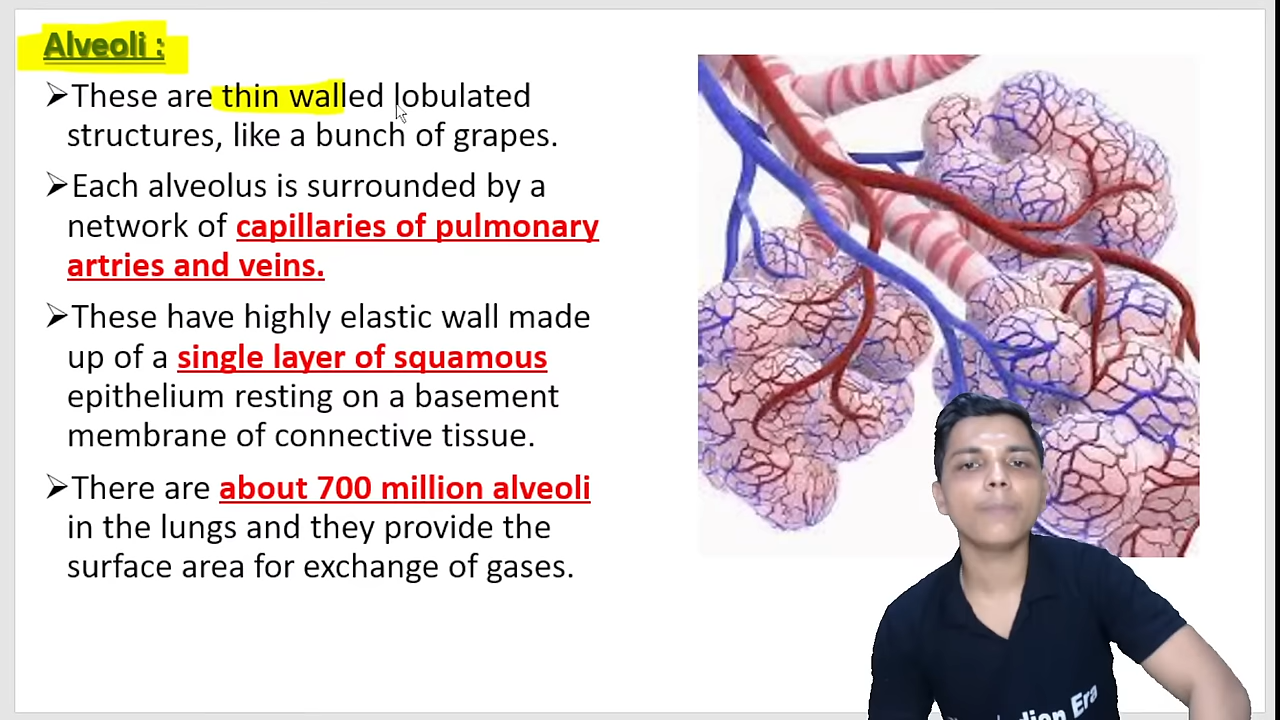 Alveoli :
➢These are thin walled lobulated
structures, like a bunch of grapes.
➢Each alveolus is surrounded by a
network of capillaries of pulmonary
artries and veins.
➢These have highly elastic wall made
up of a single layer of squamous
epithelium resting on a basement
membrane of connective tissue.
➢There are about 700 million alveoli
in the lungs and they provide the
surface area for exchange of gases.
Era